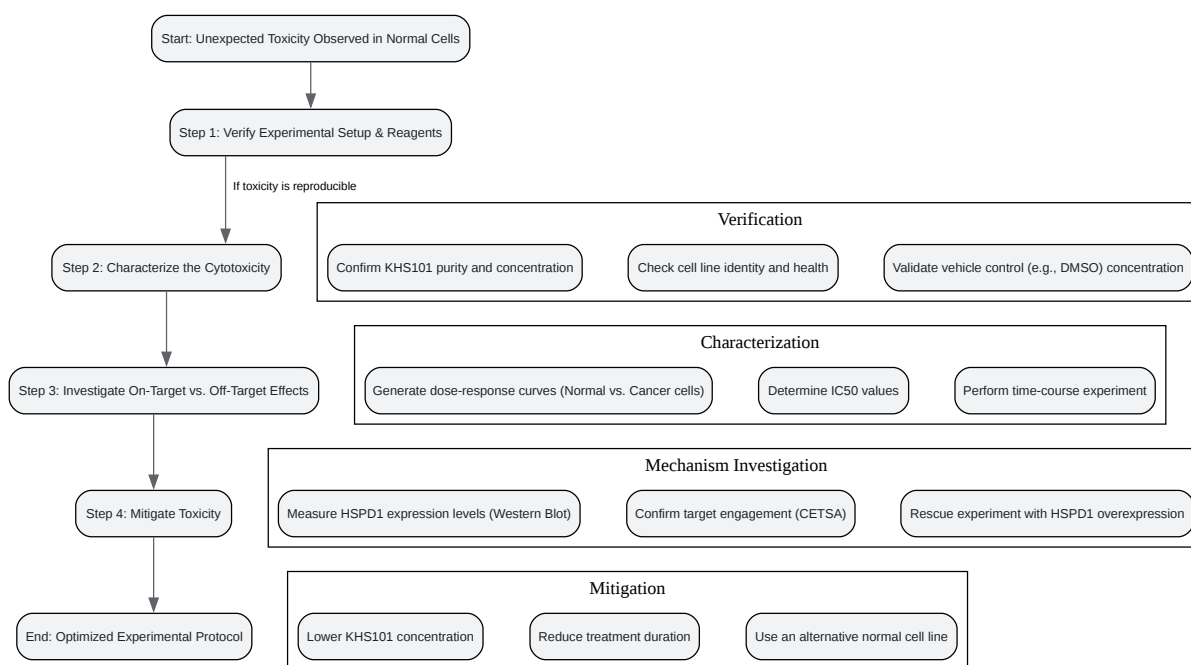 Start: Unexpected Toxicity Observed in Normal Cells
Step 1: Verify Experimental Setup & Reagents
If toxicity is reproducible
Verification
Step 2: Characterize the Cytotoxicity
Confirm KHS101 purity and concentration
Check cell line identity and health
Validate vehicle control (e.g., DMSO) concentration
Characterization
Step 3: Investigate On-Target vs. Off-Target Effects
Generate dose-response curves (Normal vs. Cancer cells)
Determine IC50 values
Perform time-course experiment
Mechanism Investigation
Step 4: Mitigate Toxicity
Measure HSPD1 expression levels (Western Blot)
Confirm target engagement (CETSA)
Rescue experiment with HSPD1 overexpression
Mitigation
End: Optimized Experimental Protocol
Lower KHS101 concentration
Reduce treatment duration
Use an alternative normal cell line